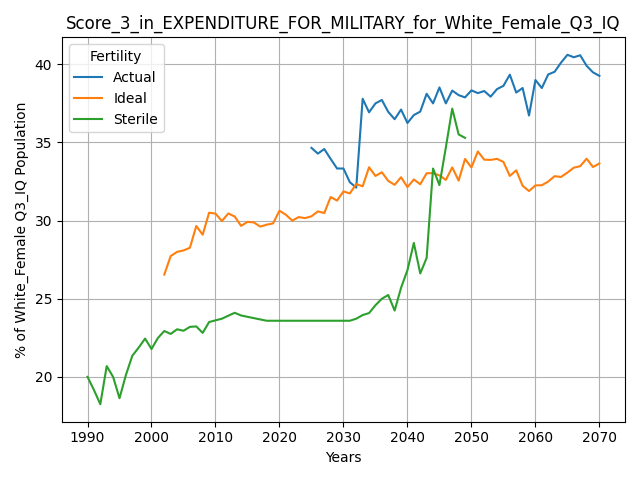 Score_3_in_EXPENDITURE_FOR_MILITARY_for_White_Female_Q3_IQ
Fertility
Actual
Ideal
Sterile
% of White_Female Q3_IQ Population
40
35
30
25
20
1990 2000 2010 2020 2030 2040 2050 2060 2070
Years